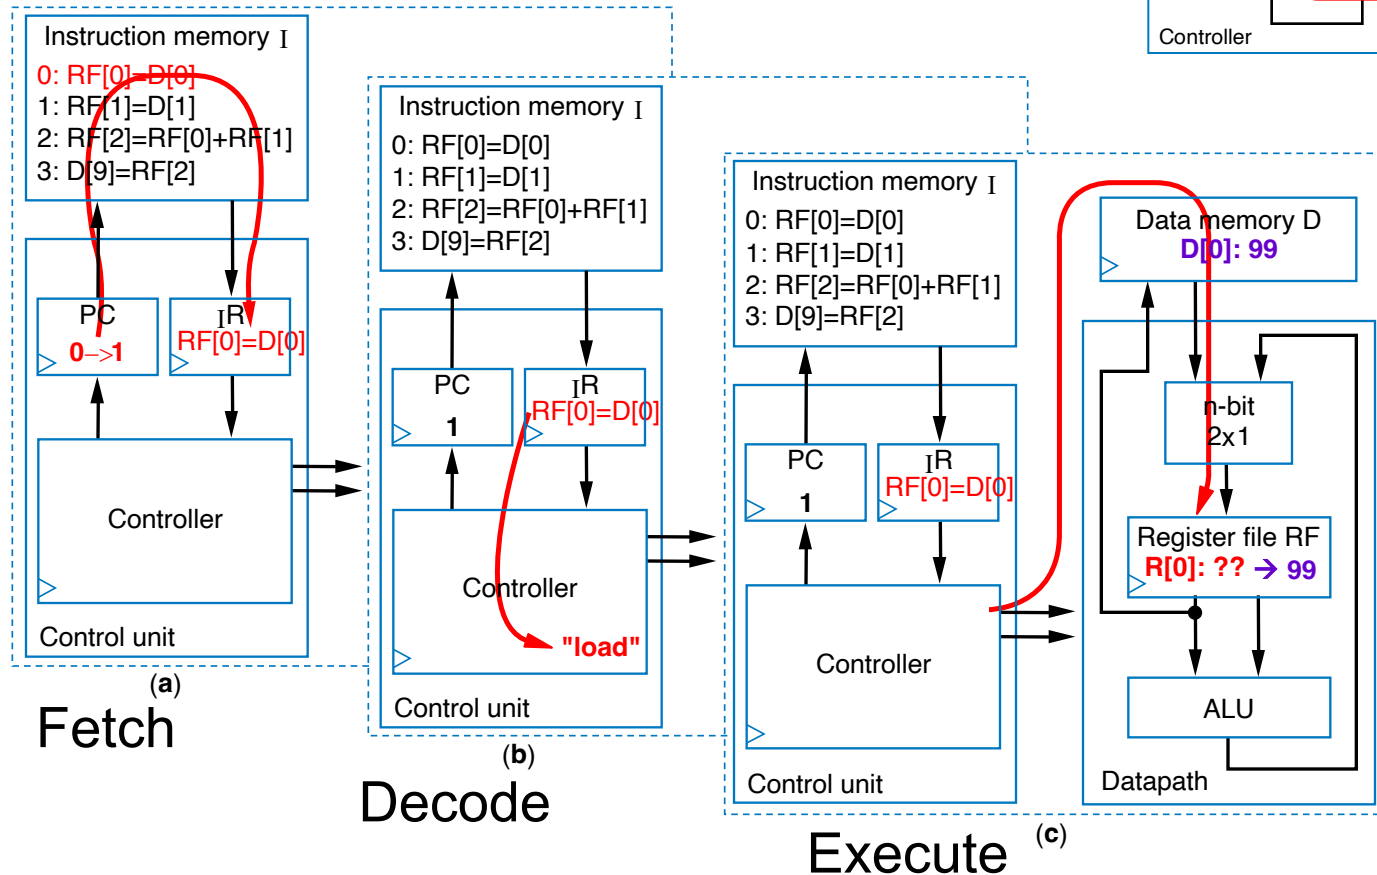 Controller
Instruction memory I
0: RF[0]=D[0]
1: RF[1]=D[1]
2: RF[2]=RF[0]+RF[1]
3: D[9]=RF[2]
PC
0–>1
IR
RF[0]=D[0]
Controller
Control unit
(a)
Fetch
Instruction memory I
0: RF[0]=D[0]
1: RF[1]=D[1]
2: RF[2]=RF[0]+RF[1]
3: D[9]=RF[2]
PC
1
IR
RF[0]=D[0]
Controller
"load"
Control unit
(b)
Decode
Instruction memory I
0: RF[0]=D[0]
1: RF[1]=D[1]
2: RF[2]=RF[0]+RF[1]
3: D[9]=RF[2]
PC
1
IR
RF[0]=D[0]
Controller
Control unit
Data memory D
D[0]: 99
n-bit
2x1
Register file RF
R[0]: ?? → 99
ALU
Datapath
(c)
Execute